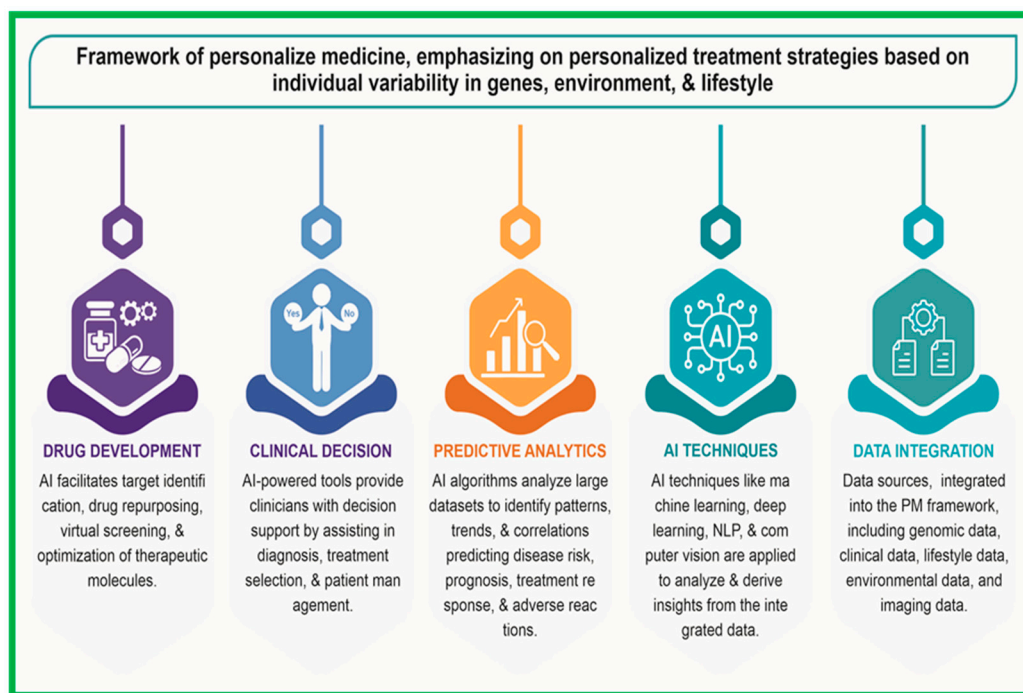 Framework of personalize medicine, emphasizing on personalized treatment strategies based on
individual variability in genes, environment, & lifestyle
Yes
No
AI
DRUG DEVELOPMENT
AI facilitates target identifi
cation, drug repurposing,
virtual screening, &
optimization of therapeutic
molecules.
CLINICAL DECISION
AI-powered tools provide
clinicians with decision
support by assisting in
diagnosis, treatment
selection, & patient man
agement.
PREDICTIVE ANALYTICS
AI algorithms analyze large
datasets to identify patterns,
trends, & correlations
predicting disease risk,
prognosis, treatment re
sponse, & adverse reac
tions.
AI TECHNIQUES
AI techniques like ma
chine learning, deep
learning, NLP, & com
puter vision are applied
to analyze & derive
insights from the inte
grated data.
DATA INTEGRATION
Data sources, integrated
into the PM framework,
including genomic data,
clinical data, lifestyle data,
environmental data, and
imaging data.